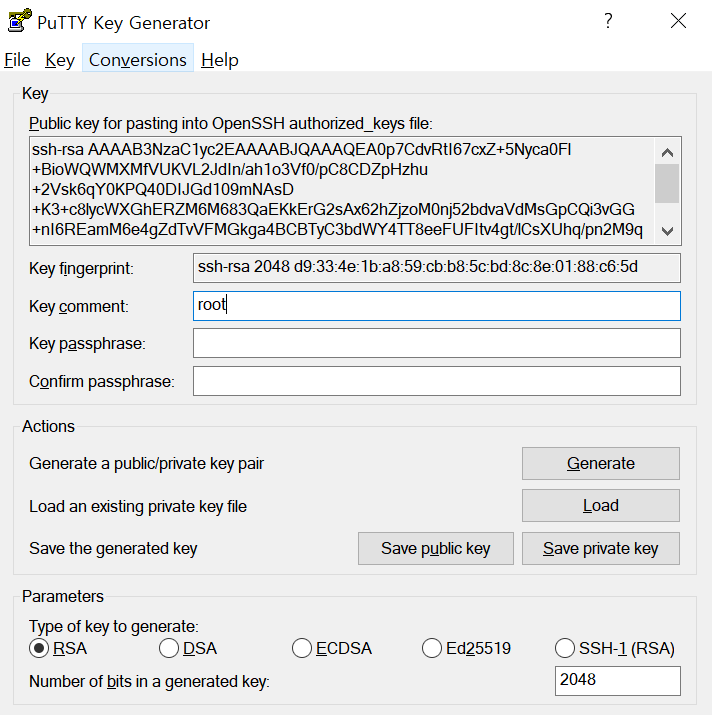 PuTTY Key Generator
?
File Key Conversions Help
Key
Public key for pasting into OpenSSH authorized_keys file:
ssh-rsa AAAAB3NzaC1yc2EAAAABJQAAAQEA0p7CdvRtI67cxZ+5Nyca0FI
+BioWQWMXMfVUKVL2JdIn/ah1o3Vf0/pC8CDZpHzhu
+2Vsk6qY0KPQ40DIJGd109mNAsD
+K3+c8lycWXGhERZM6M683QaEKkErG2sAx62hZjzoM0nj52bdvaVdMsGpCQi3vGG
+nI6REamM6e4gZdTvVFMGkga4BCBTyC3bdWY4TT8eeFUFItv4gt/lCsXUhq/pn2M9q
Key fingerprint: ssh-rsa 2048 d9:33:4e:1b:a8:59:cb:b8:5c:bd:8c:8e:01:88:c6:5d
Key comment: root
Key passphrase:
Confirm passphrase:
Actions
Generate a public/private key pair Generate
Load an existing private key file Load
Save the generated key Save public key Save private key
Parameters
Type of key to generate:
RSA DSA ECDSA Ed25519 SSH-1 (RSA)
Number of bits in a generated key: 2048